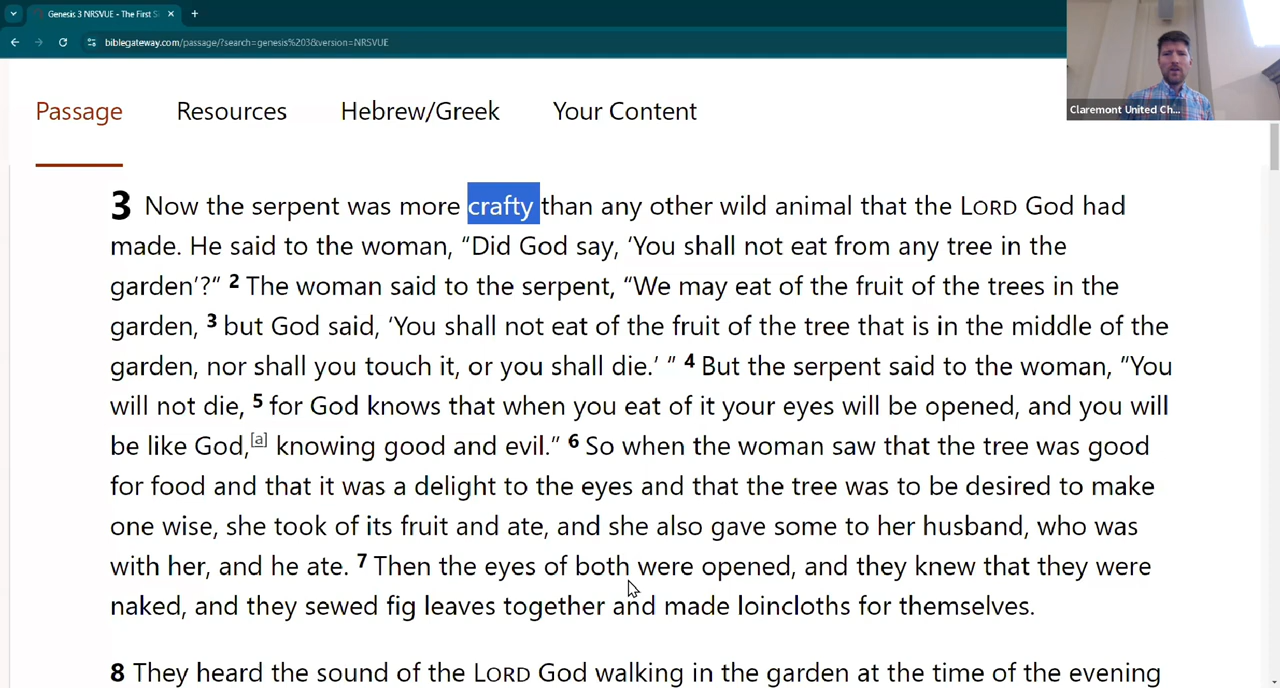 Genesis 3 NRSVUE - The First S
biblegateway.com/passage/?search=genesis%203&version=NRSVUE
Claremont United Ch...
Passage Resources Hebrew/Greek Your Content
3 Now the serpent was more crafty than any other wild animal that the LORD God had
made. He said to the woman, “Did God say, ‘You shall not eat from any tree in the
garden’?” 2 The woman said to the serpent, “We may eat of the fruit of the trees in the
garden, 3 but God said, ‘You shall not eat of the fruit of the tree that is in the middle of the
garden, nor shall you touch it, or you shall die.’ ” 4 But the serpent said to the woman, “You
will not die, 5 for God knows that when you eat of it your eyes will be opened, and you will
be like God,[a] knowing good and evil.” 6 So when the woman saw that the tree was good
for food and that it was a delight to the eyes and that the tree was to be desired to make
one wise, she took of its fruit and ate, and she also gave some to her husband, who was
with her, and he ate. 7 Then the eyes of both were opened, and they knew that they were
naked, and they sewed fig leaves together and made loincloths for themselves.
8 They heard the sound of the LORD God walking in the garden at the time of the evening